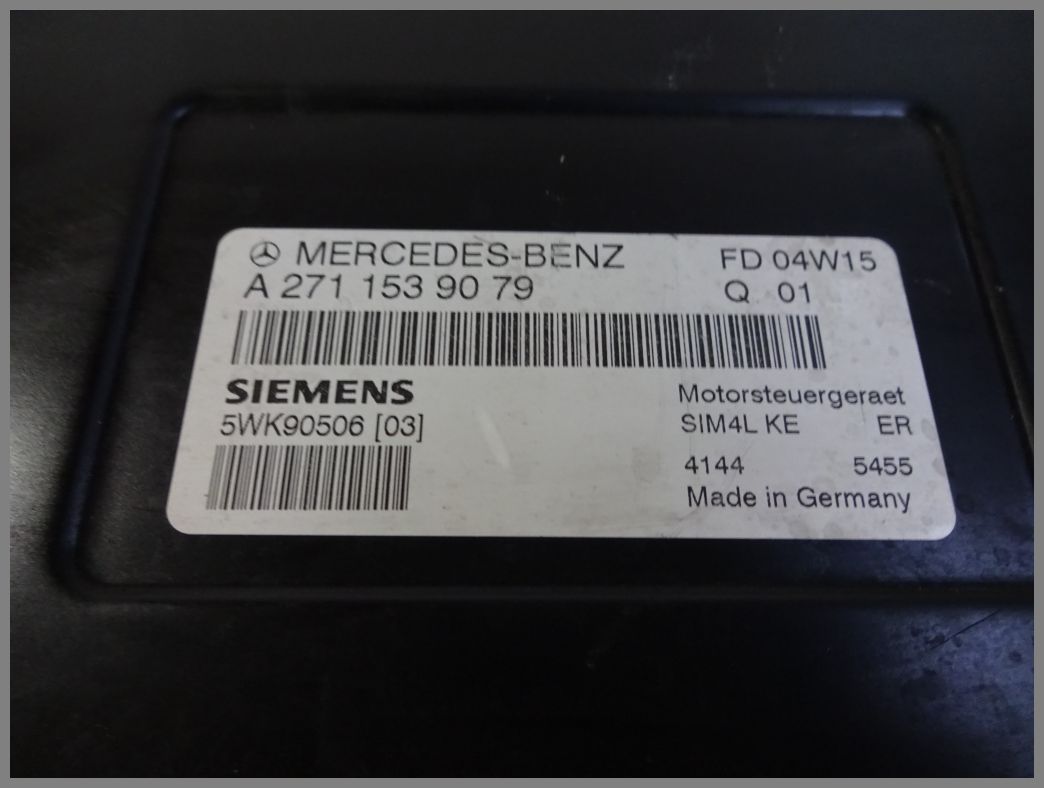 MERCEDES-BENZ FD 04W15
A 271 153 90 79 Q 01
SIEMENS Motorsteuergeraet
5WK90506 [03] SIM4L KE ER
4144 5455
Made in Germany